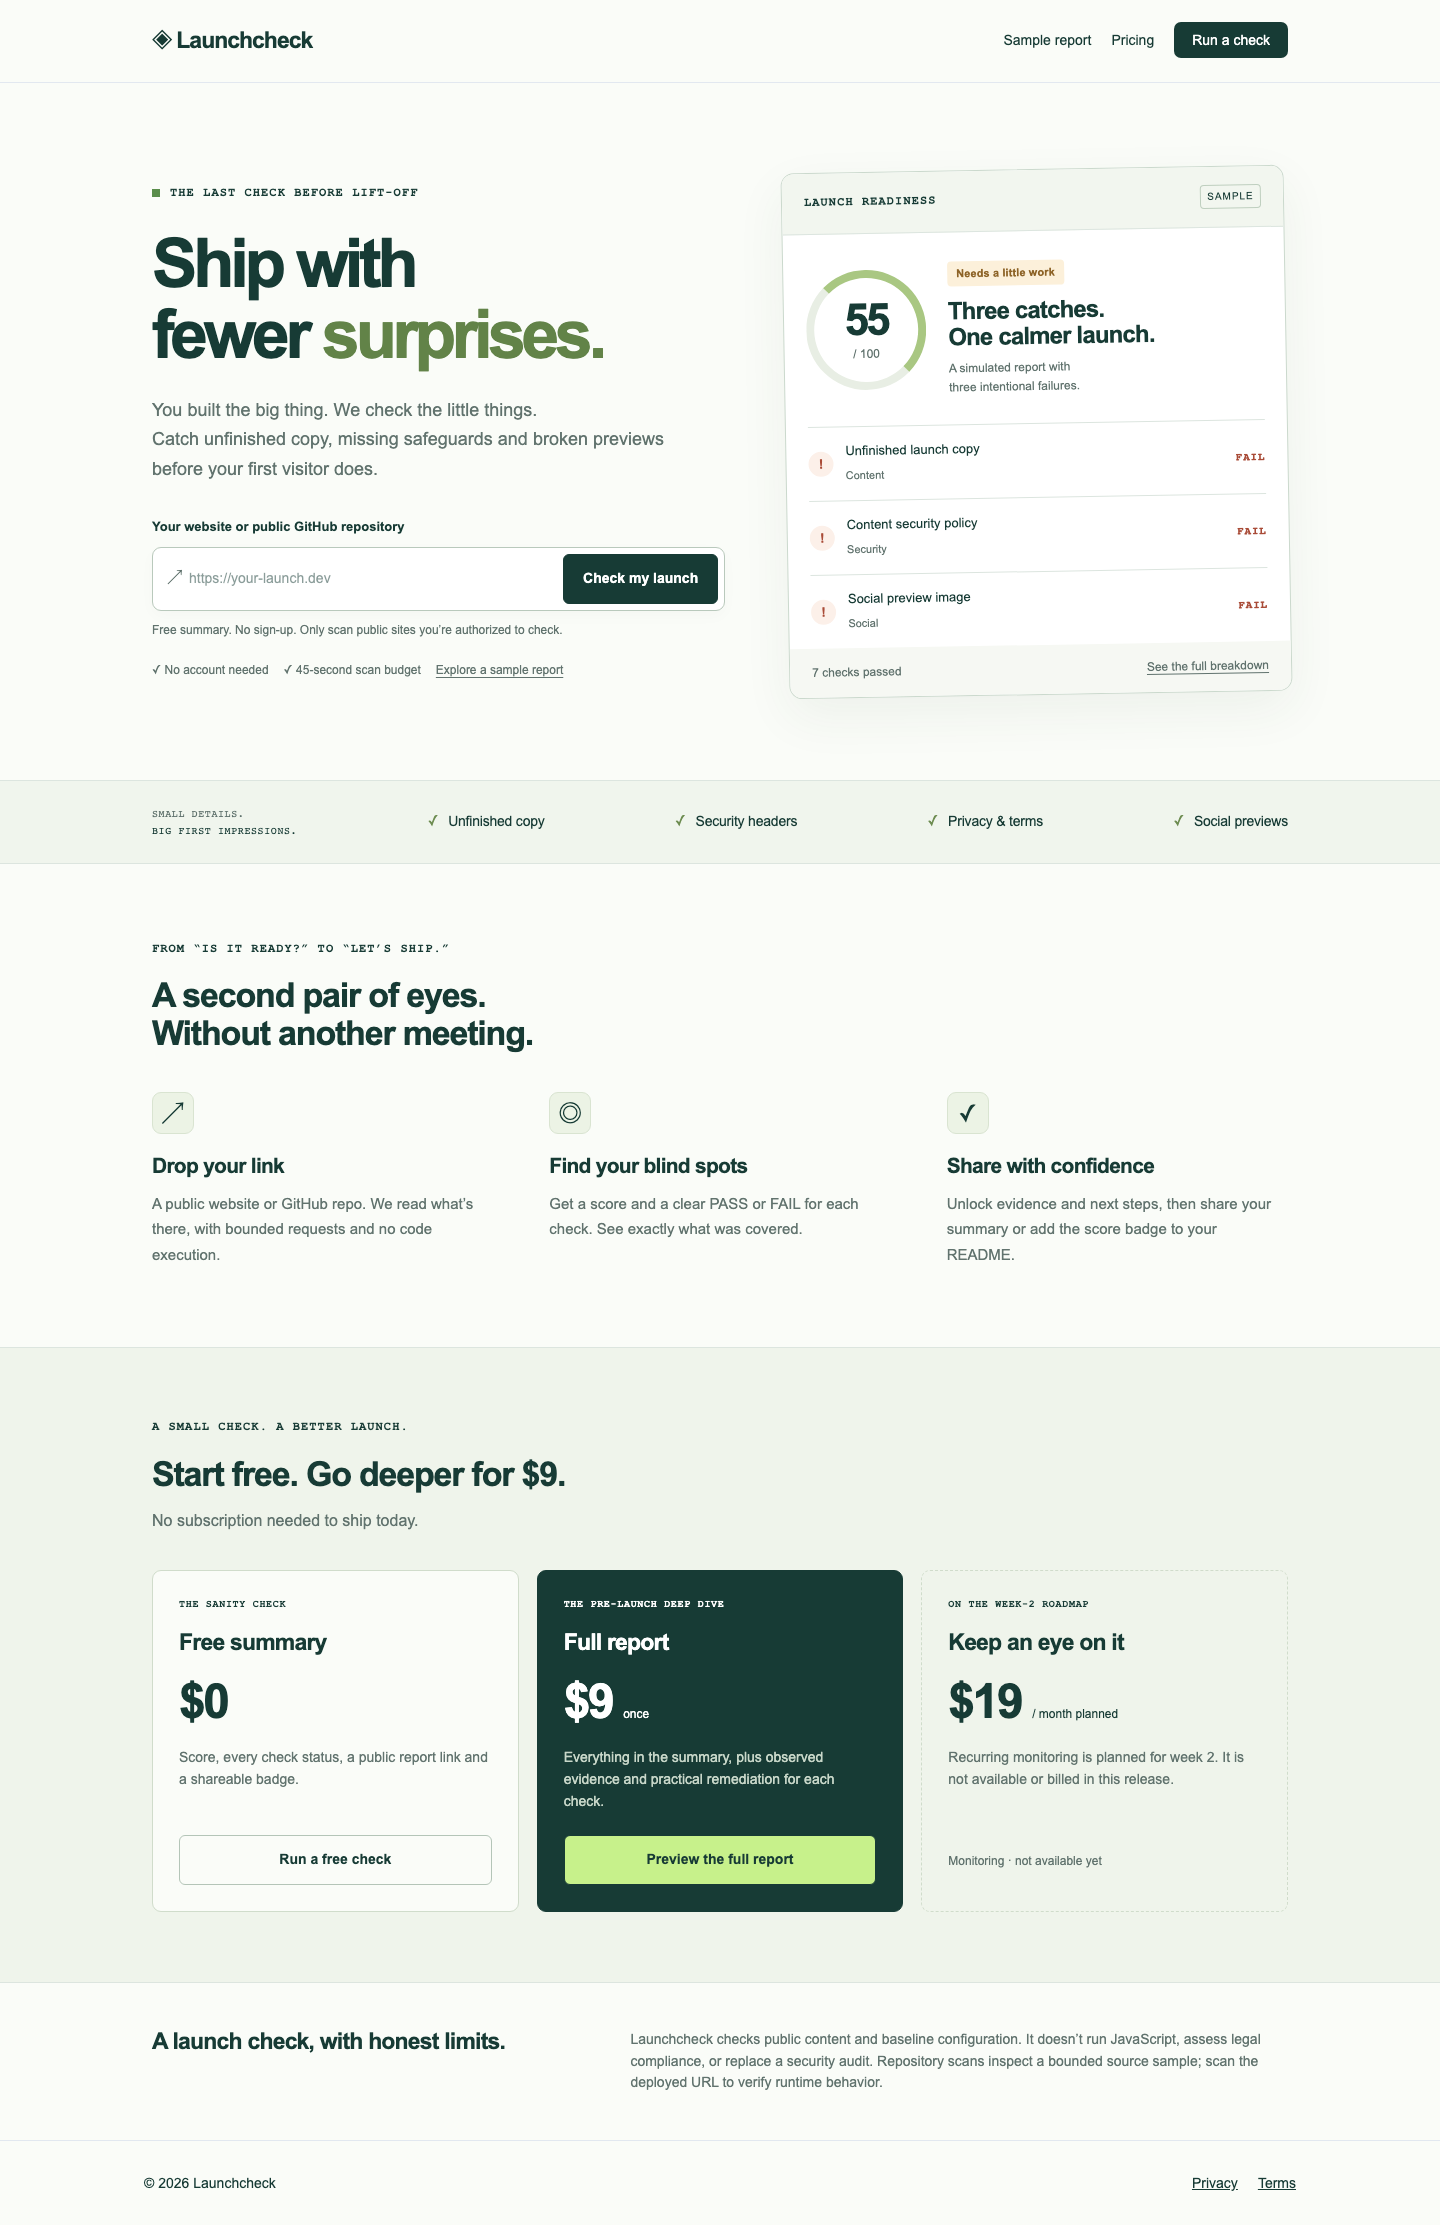 Launchcheck
Sample report
Pricing
Run a check
THE LAST CHECK BEFORE LIFT-OFF
Ship with
fewer surprises.
You built the big thing. We check the little things.
Catch unfinished copy, missing safeguards and broken previews
before your first visitor does.
Your website or public GitHub repository
https://your-launch.dev
Check my launch
Free summary. No sign-up. Only scan public sites you’re authorized to check.
✓ No account needed
✓ 45-second scan budget
Explore a sample report
LAUNCH READINESS
SAMPLE
55
/ 100
Needs a little work
Three catches.
One calmer launch.
A simulated report with
three intentional failures.
!
Unfinished launch copy
Content
FAIL
!
Content security policy
Security
FAIL
!
Social preview image
Social
FAIL
7 checks passed
See the full breakdown
SMALL DETAILS.
BIG FIRST IMPRESSIONS.
✓ Unfinished copy
✓ Security headers
✓ Privacy & terms
✓ Social previews
FROM “IS IT READY?” TO “LET’S SHIP.”
A second pair of eyes.
Without another meeting.
Drop your link
A public website or GitHub repo. We read what’s
there, with bounded requests and no code
execution.
Find your blind spots
Get a score and a clear PASS or FAIL for each
check. See exactly what was covered.
✓
Share with confidence
Unlock evidence and next steps, then share your
summary or add the score badge to your
README.
A SMALL CHECK. A BETTER LAUNCH.
Start free. Go deeper for $9.
No subscription needed to ship today.
THE SANITY CHECK
Free summary
$0
Score, every check status, a public report link and
a shareable badge.
Run a free check
THE PRE-LAUNCH DEEP DIVE
Full report
$9 once
Everything in the summary, plus observed
evidence and practical remediation for each
check.
Preview the full report
ON THE WEEK-2 ROADMAP
Keep an eye on it
$19 / month planned
Recurring monitoring is planned for week 2. It is
not available or billed in this release.
Monitoring · not available yet
A launch check, with honest limits.
Launchcheck checks public content and baseline configuration. It doesn’t run JavaScript, assess legal
compliance, or replace a security audit. Repository scans inspect a bounded source sample; scan the
deployed URL to verify runtime behavior.
© 2026 Launchcheck
Privacy
Terms